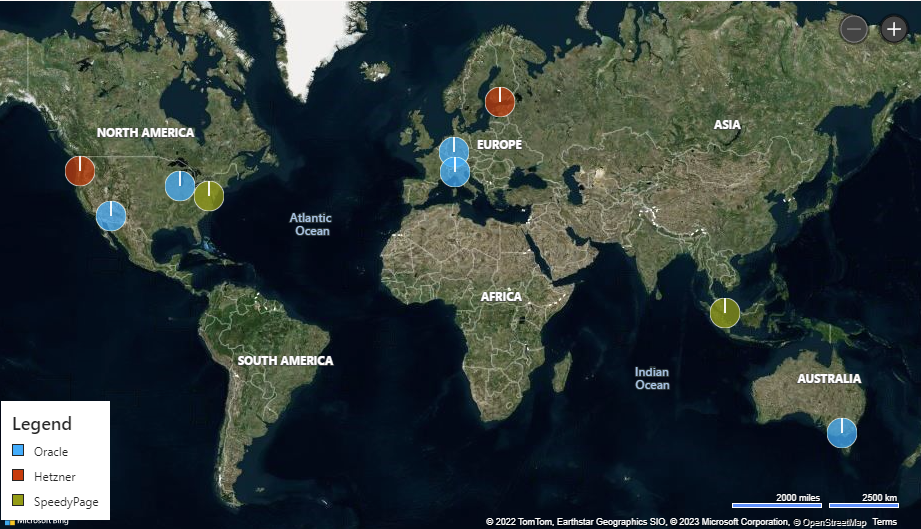 NORTH AMERICA
EUROPE
ASIA
Atlantic
Ocean
AFRICA
SOUTH AMERICA
Indian
Ocean
AUSTRALIA
Legend
Oracle
Hetzner
SpeedyPage
2000 miles
2500 km
Microsoft Bing
© 2022 TomTom, Earthstar Geographics SIO, © 2023 Microsoft Corporation, © OpenStreetMap Terms